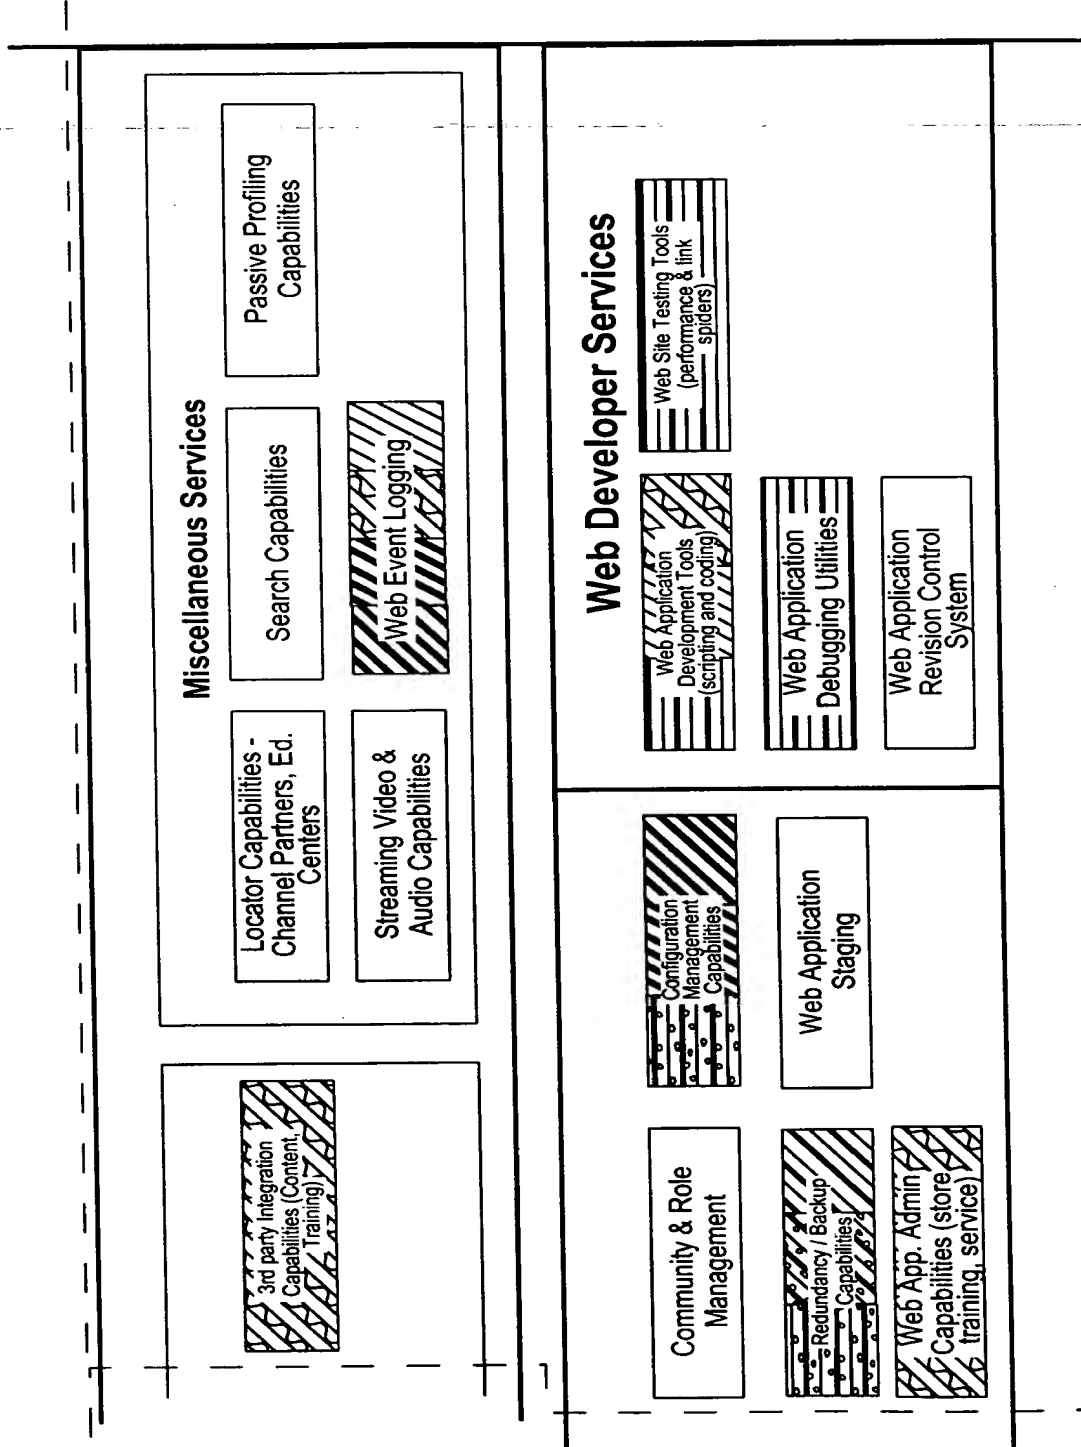 Miscellaneous Services
Locator Capabilities -
Channel Partners, Ed.
Centers
Search Capabilities
Passive Profiling
Capabilities
Streaming Video &
Audio Capabilities
Web Event Logging
3rd party Integration
Capabilities (Content,
Training)
Web Developer Services
Web Application
Development Tools
(scripting and coding)
Web Site Testing Tools
(performance & link
spiders)
Web Application
Debugging Utilities
Web Application
Revision Control
System
Community & Role
Management
Configuration
Management
Capabilities
Redundancy / Backup
Capabilities
Web Application
Staging
Web App. Admin
Capabilities (store
training, service)